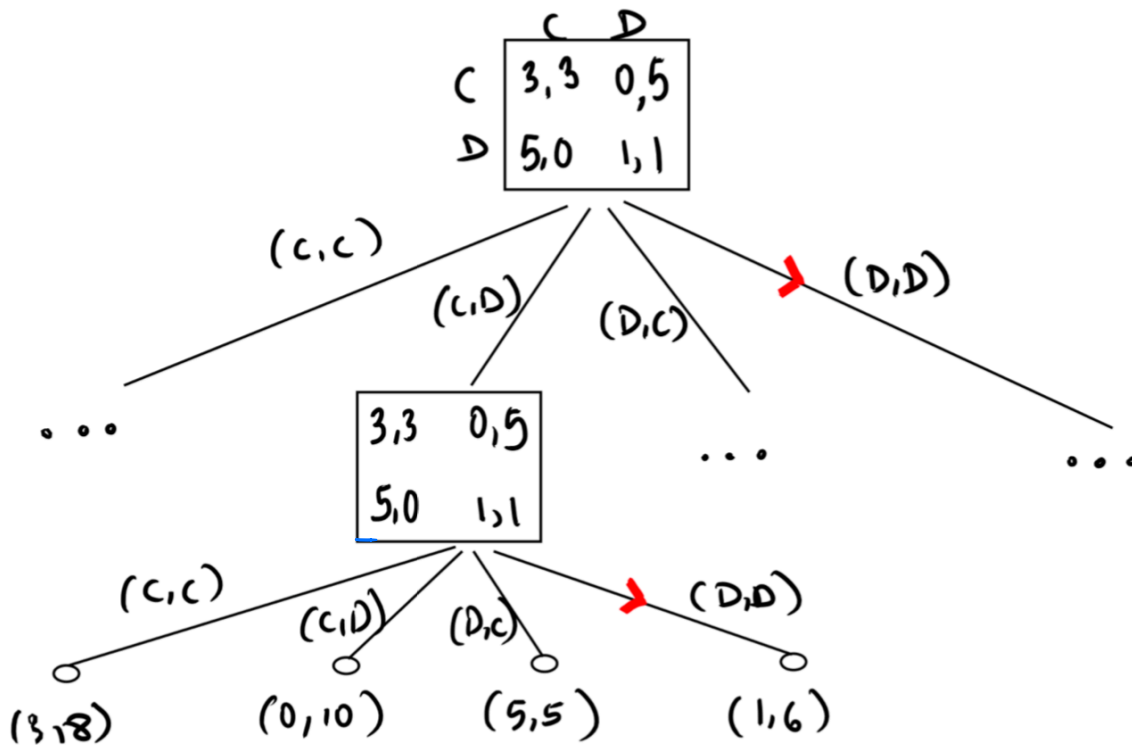 C D
C 3,3 0,5
D 5,0 1,1
(C,C) (C,D) (D,C) (D,D)
... ... ...
3,3 0,5
5,0 1,1
(C,C) (C,D) (D,C) (D,D)
(3,8) (0,10) (5,5) (1,6)